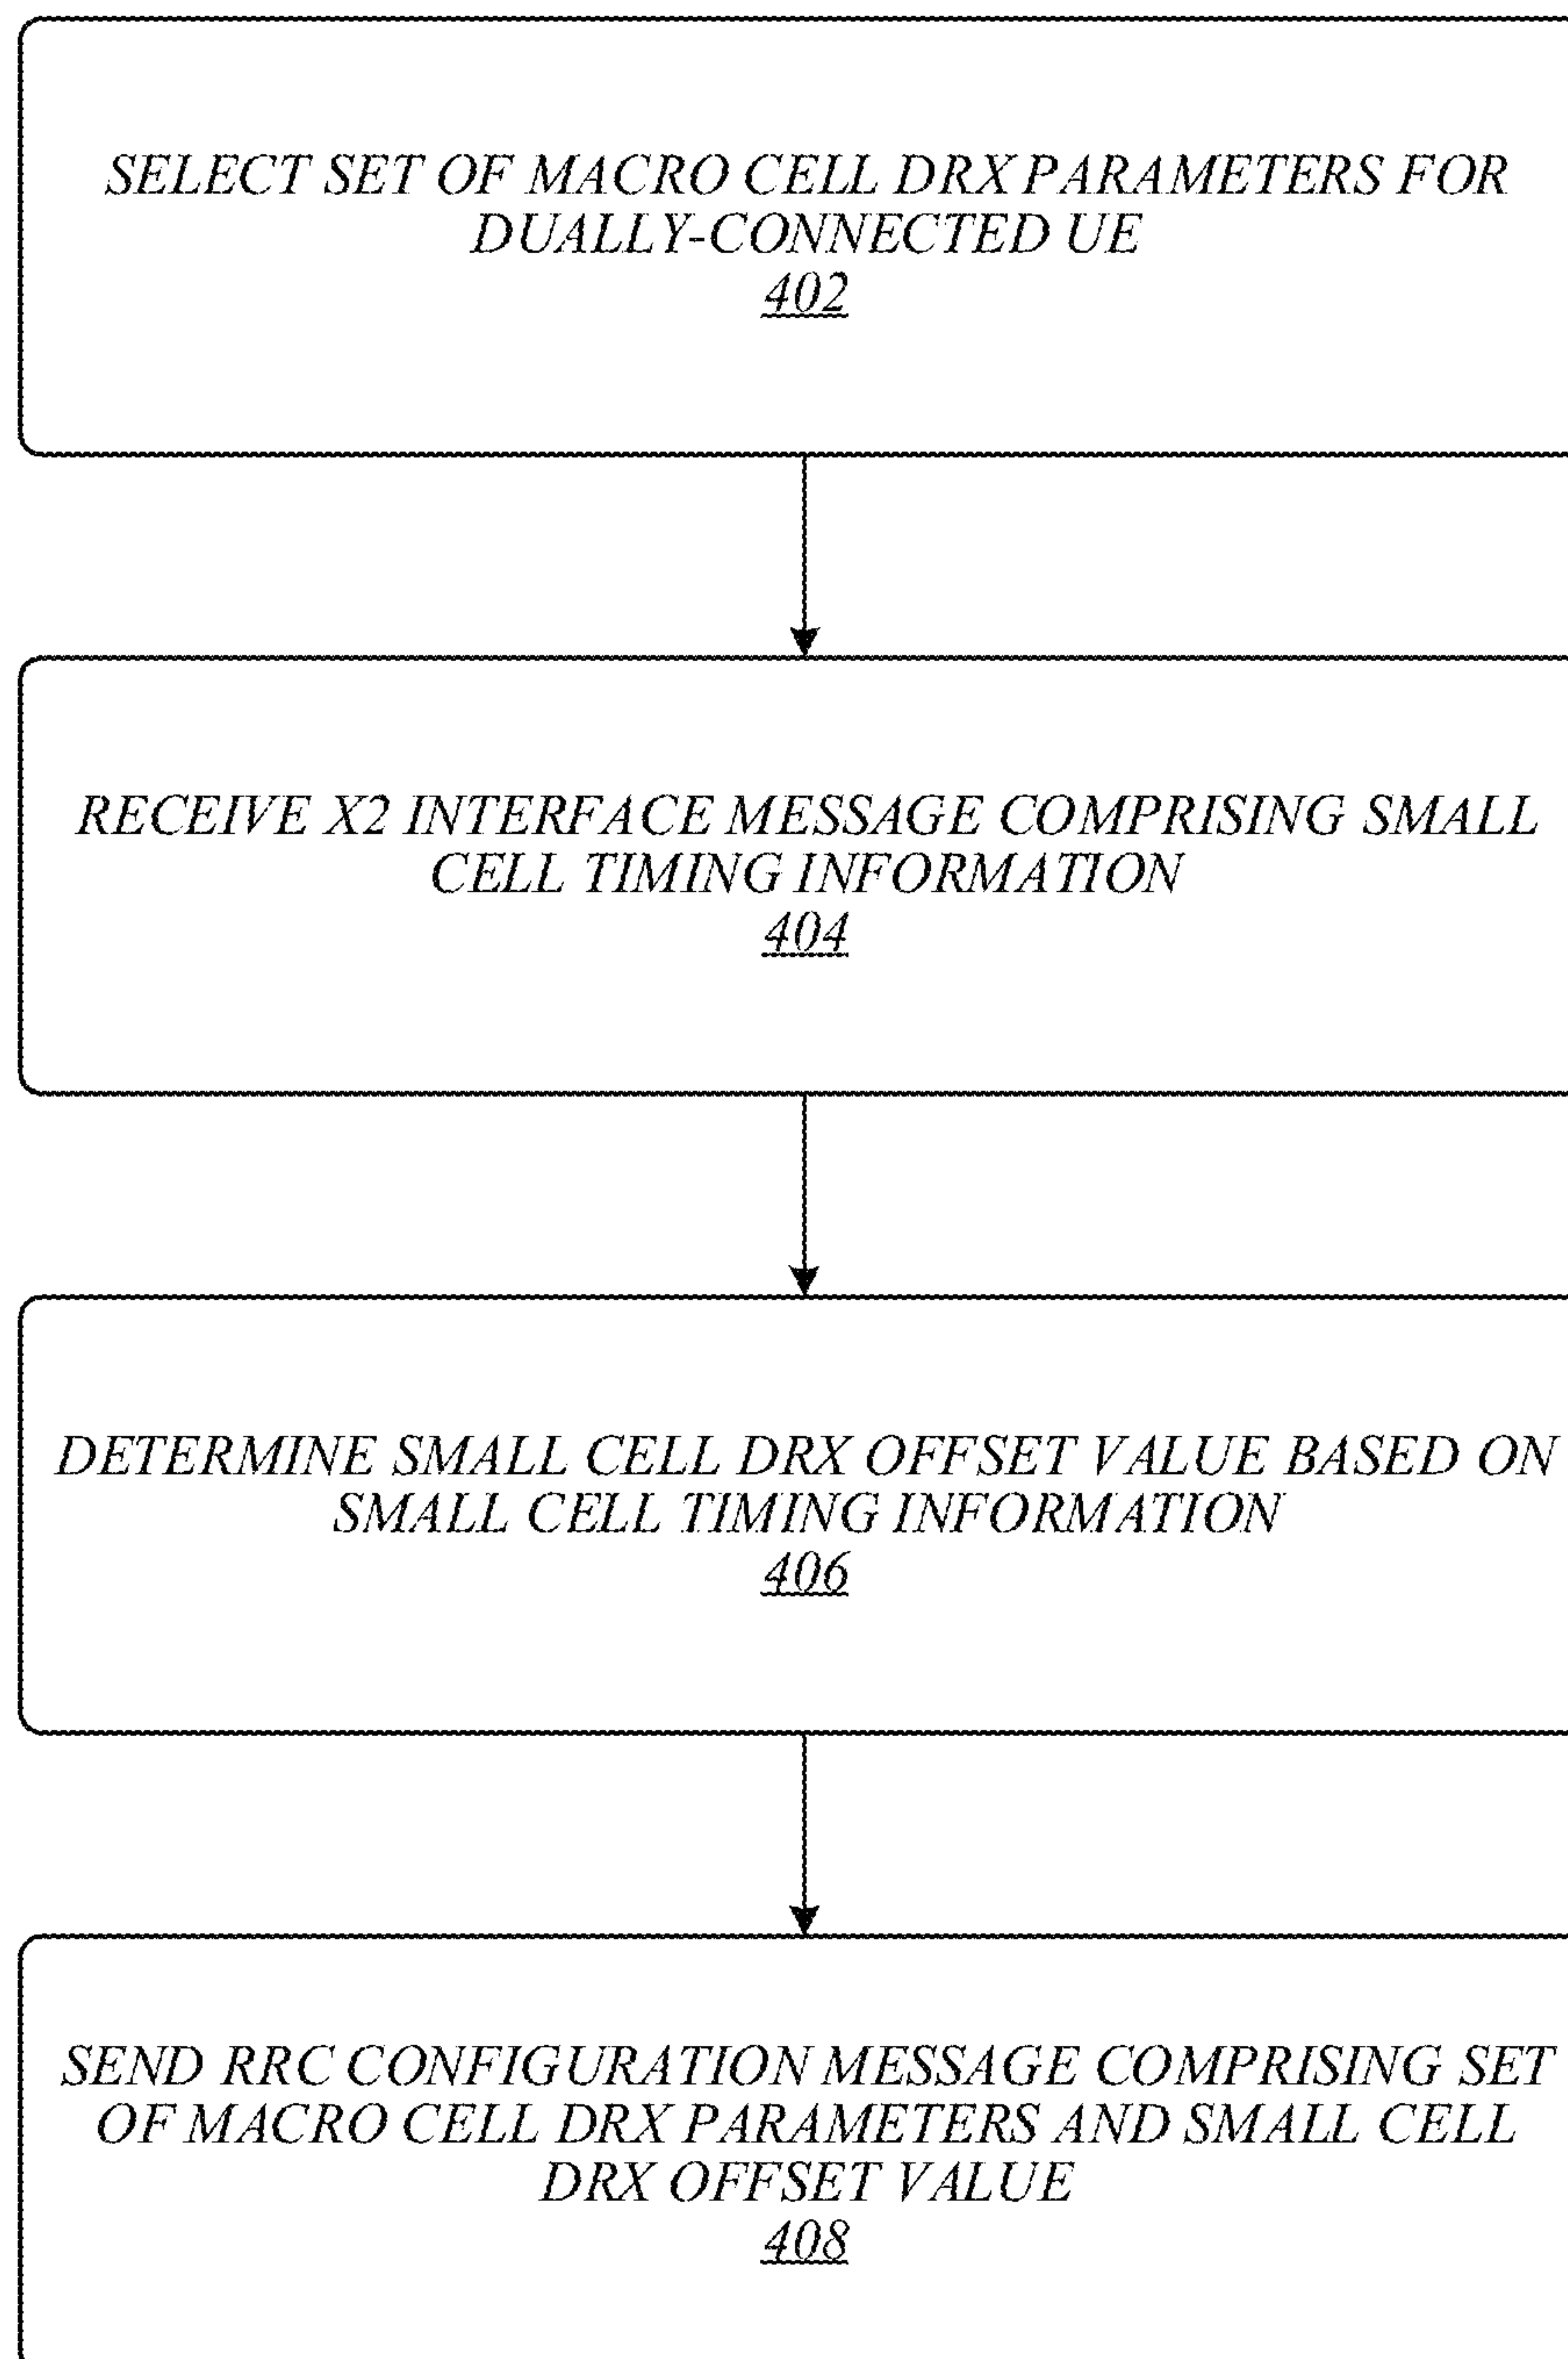 SELECT SET OF MACRO CELL DRX PARAMETERS FOR
DUALLY-CONNECTED UE
402
RECEIVE X2 INTERFACE MESSAGE COMPRISING SMALL
CELL TIMING INFORMATION
404
DETERMINE SMALL CELL DRX OFFSET VALUE BASED ON
SMALL CELL TIMING INFORMATION
406
SEND RRC CONFIGURATION MESSAGE COMPRISING SET
OF MACRO CELL DRX PARAMETERS AND SMALL CELL
DRX OFFSET VALUE
408